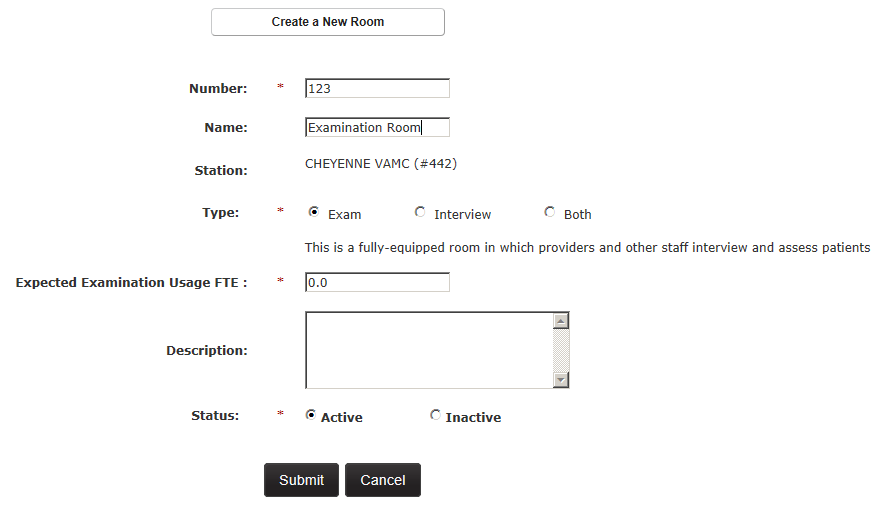 Create a New Room
Number: * 123
Name: Examination Room
Station: CHEYENNE VAMC (#442)
Type: * Exam Interview Both
This is a fully-equipped room in which providers and other staff interview and assess patients
Expected Examination Usage FTE : * 0.0
Description:
Status: * Active Inactive
Submit Cancel